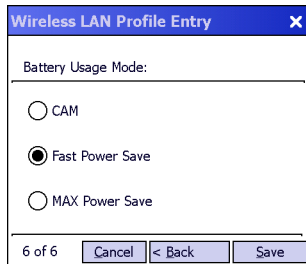 Wireless LAN Profile Entry
Battery Usage Mode:
CAM
Fast Power Save
MAX Power Save
6 of 6 Cancel < Back Save